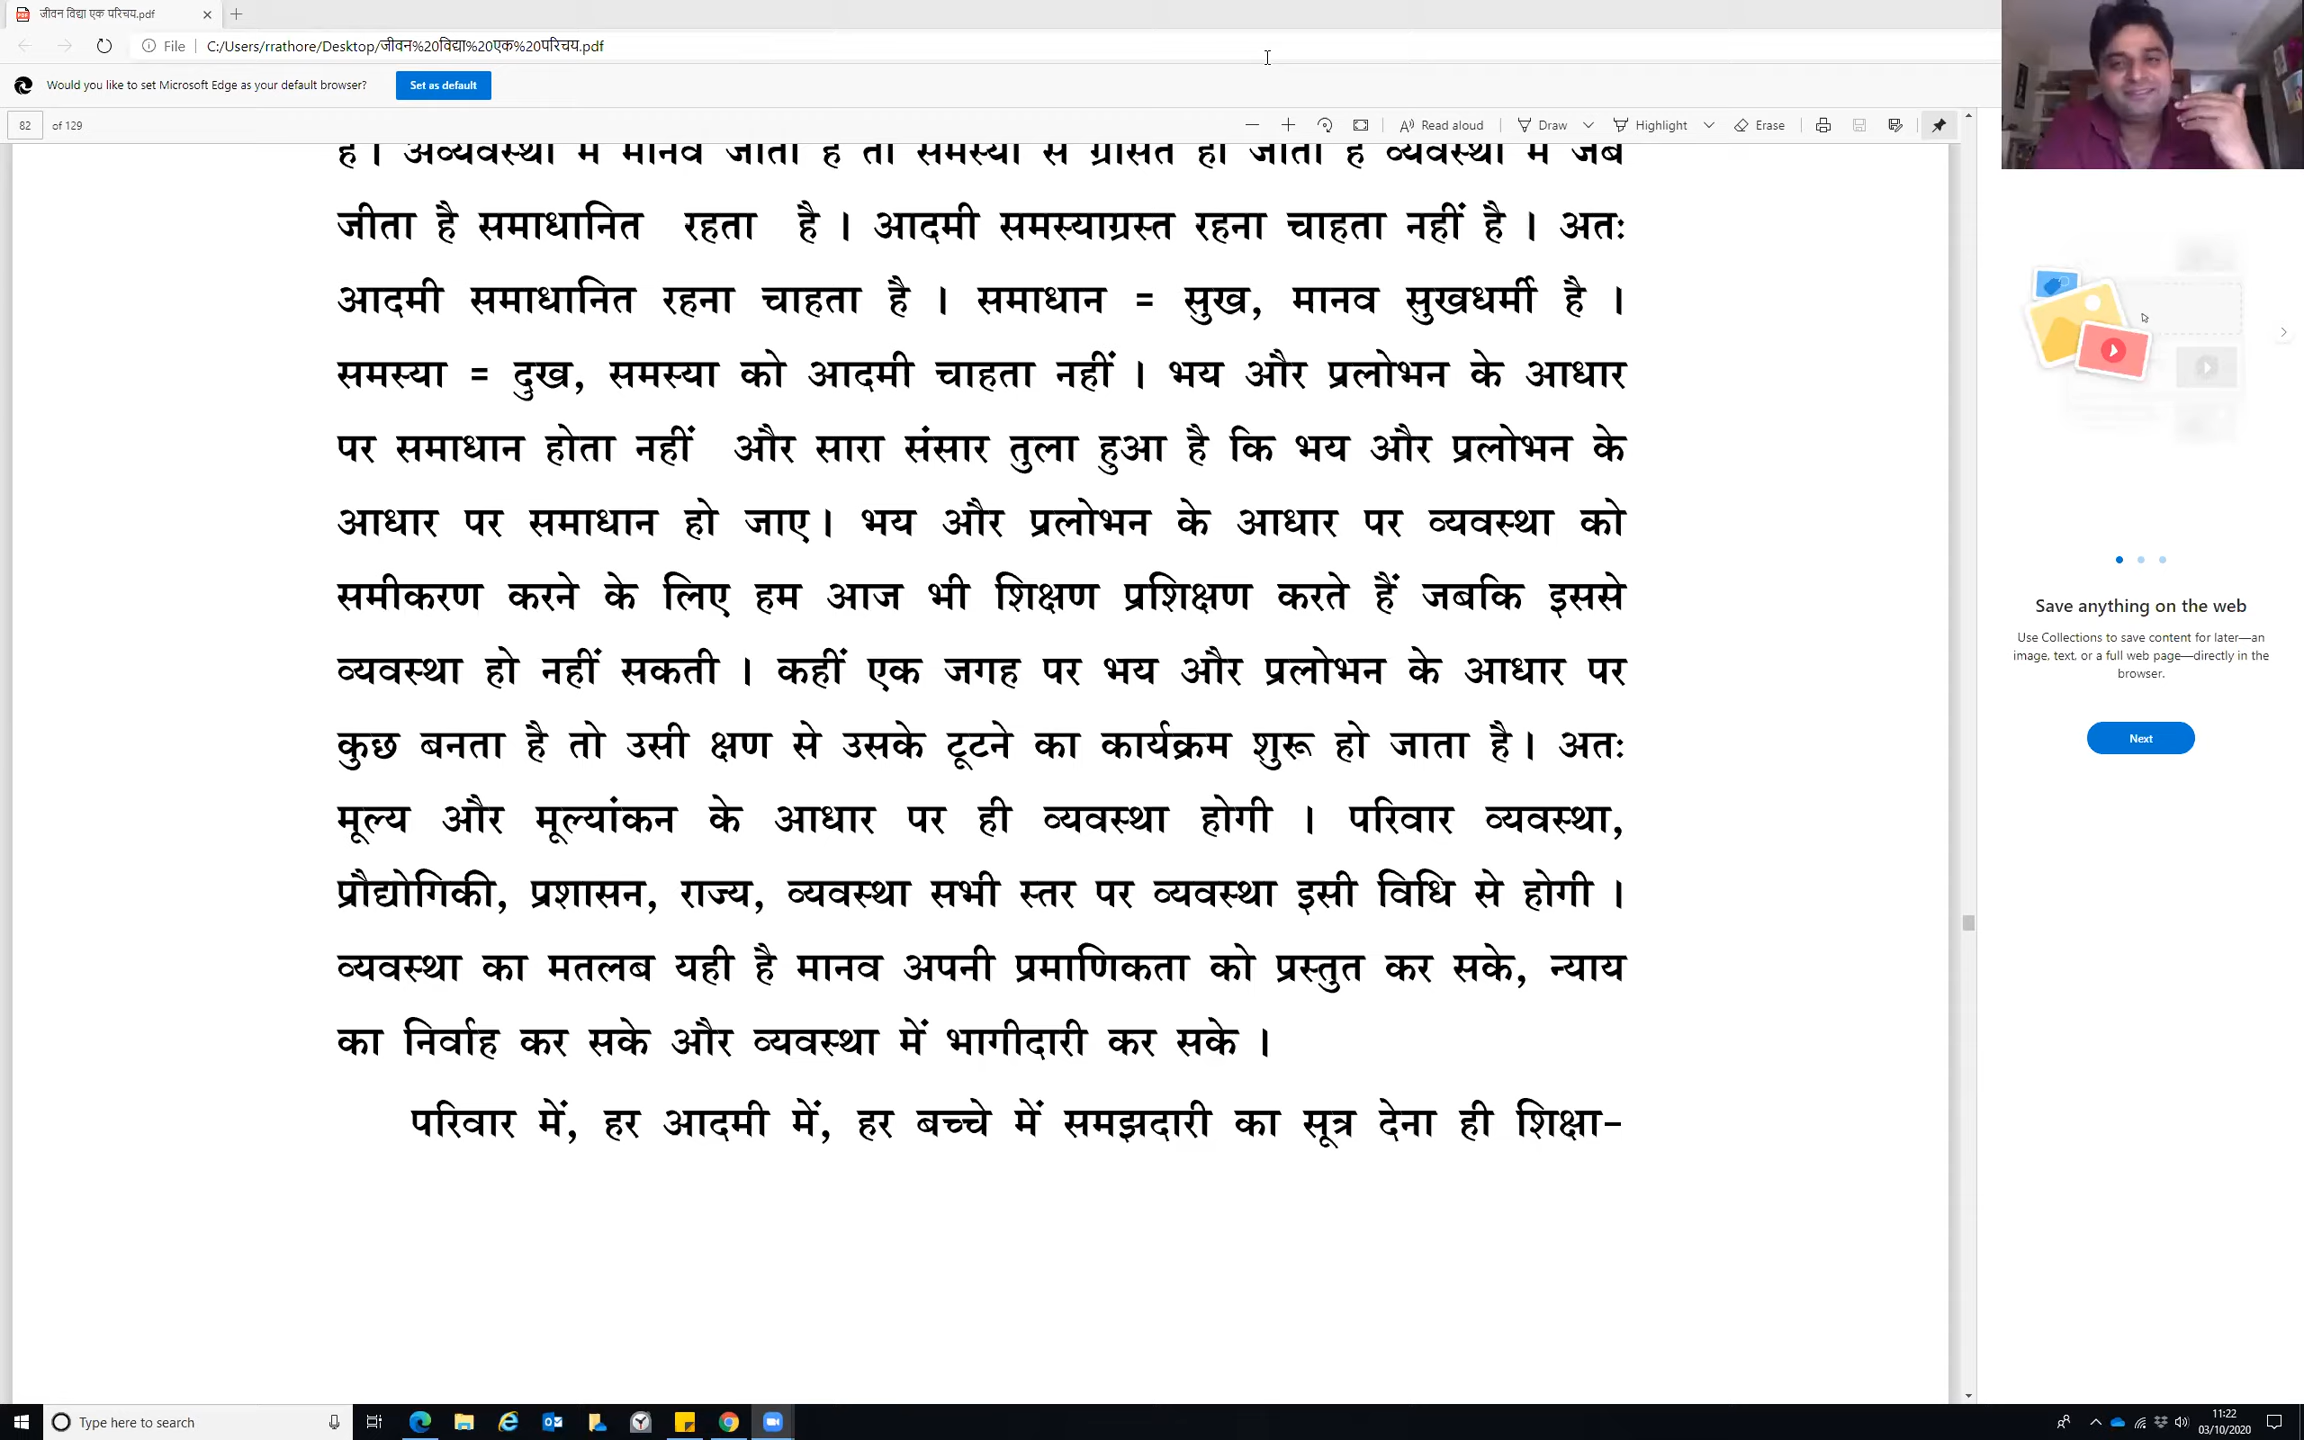 जीवन विद्या एक परिचय.pdf
File C:/Users/rrathore/Desktop/जीवन%20विद्या%20एक%20परिचय.pdf
Would you like to set Microsoft Edge as your default browser? Set as default
82 of 129 Read aloud Draw Highlight Erase
है। अव्यवस्था में मानव जीता है तो समस्या से ग्रसित हो जाता है व्यवस्था में जब
जीता है समाधानित रहता है । आदमी समस्याग्रस्त रहना चाहता नहीं है । अतः
आदमी समाधानित रहना चाहता है । समाधान = सुख, मानव सुखधर्मी है ।
समस्या = दुख, समस्या को आदमी चाहता नहीं । भय और प्रलोभन के आधार
पर समाधान होता नहीं और सारा संसार तुला हुआ है कि भय और प्रलोभन के
आधार पर समाधान हो जाए। भय और प्रलोभन के आधार पर व्यवस्था को
समीकरण करने के लिए हम आज भी शिक्षण प्रशिक्षण करते हैं जबकि इससे
व्यवस्था हो नहीं सकती । कहीं एक जगह पर भय और प्रलोभन के आधार पर
कुछ बनता है तो उसी क्षण से उसके टूटने का कार्यक्रम शुरू हो जाता है। अतः
मूल्य और मूल्यांकन के आधार पर ही व्यवस्था होगी । परिवार व्यवस्था,
प्रौद्योगिकी, प्रशासन, राज्य, व्यवस्था सभी स्तर पर व्यवस्था इसी विधि से होगी ।
व्यवस्था का मतलब यही है मानव अपनी प्रमाणिकता को प्रस्तुत कर सके, न्याय
का निर्वाह कर सके और व्यवस्था में भागीदारी कर सके ।
परिवार में, हर आदमी में, हर बच्चे में समझदारी का सूत्र देना ही शिक्षा-
Save anything on the web
Use Collections to save content for later—an
image, text, or a full web page—directly in the
browser.
Next
Type here to search
11:22
03/10/2020